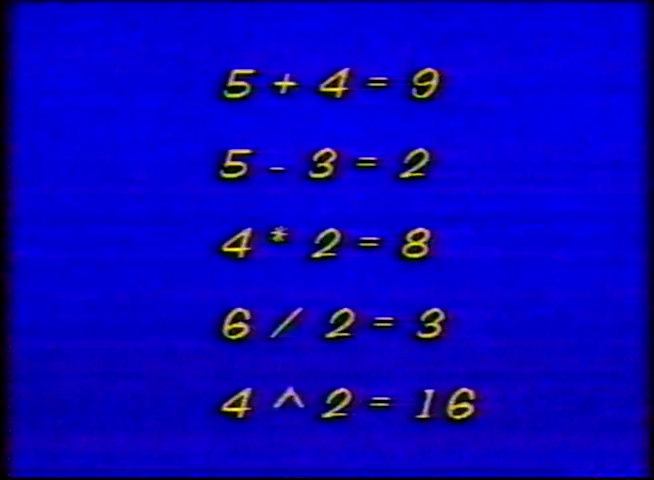 5 + 4 = 9
5 - 3 = 2
4 * 2 = 8
6 / 2 = 3
4 ^ 2 = 16